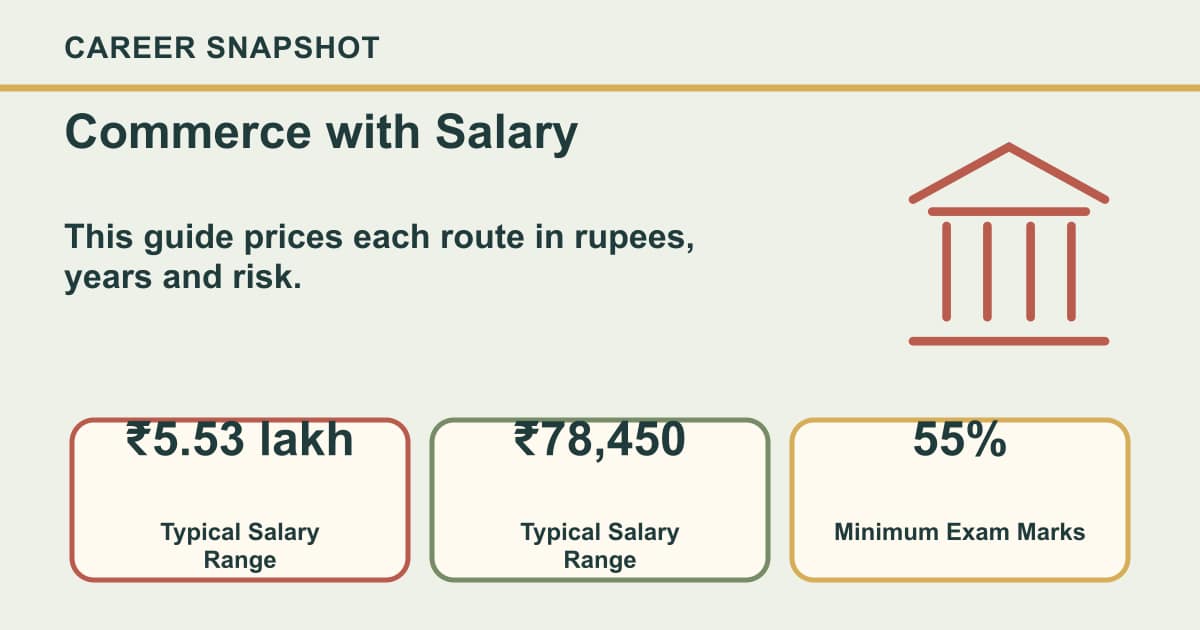 CAREER SNAPSHOT
Commerce with Salary
This guide prices each route in rupees,
years and risk.
₹5.53 lakh
Typical Salary
Range
₹78,450
Typical Salary
Range
55%
Minimum Exam Marks